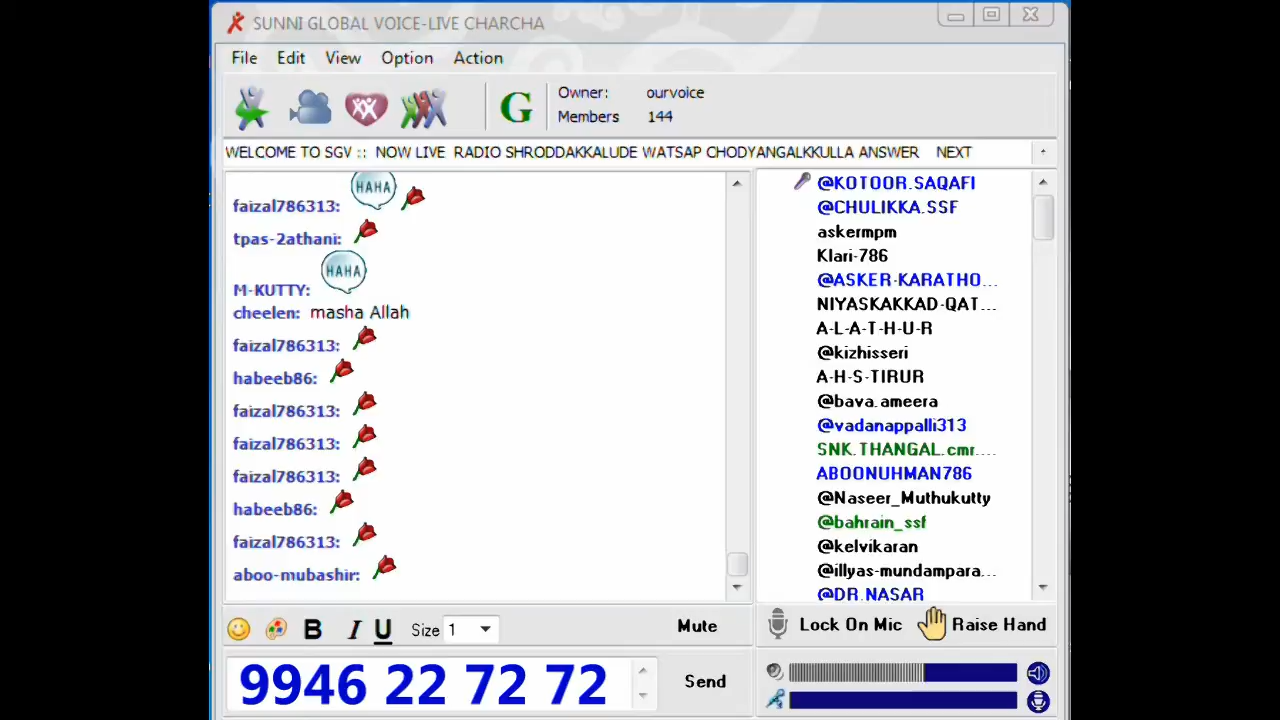 SUNNI GLOBAL VOICE-LIVE CHARCHA
File Edit View Option Action
G
Owner: ourvoice
Members 144
WELCOME TO SGV :: NOW LIVE RADIO SHRODDAKKALUDE WATSAP CHODYANGALKKULLA ANSWER NEXT
HAHA
faizal786313:
tpas-2athani:
HAHA
M-KUTTY:
cheelen: masha Allah
faizal786313:
habeeb86:
faizal786313:
faizal786313:
faizal786313:
habeeb86:
faizal786313:
aboo-mubashir:
@KOTOOR.SAQAFI
@CHULIKKA.SSF
askermpm
Klari-786
@ASKER-KARATHO...
NIYASKAKKAD-QAT...
A-L-A-T-H-U-R
@kizhisseri
A-H-S-TIRUR
@bava.ameera
@vadanappalli313
SNK.THANGAL.cmr....
ABOONUHMAN786
@Naseer_Muthukutty
@bahrain_ssf
@kelvikaran
@illyas-mundampara...
@DR.NASAR
B I U Size 1 Mute
Lock On Mic Raise Hand
9946 22 72 72 Send